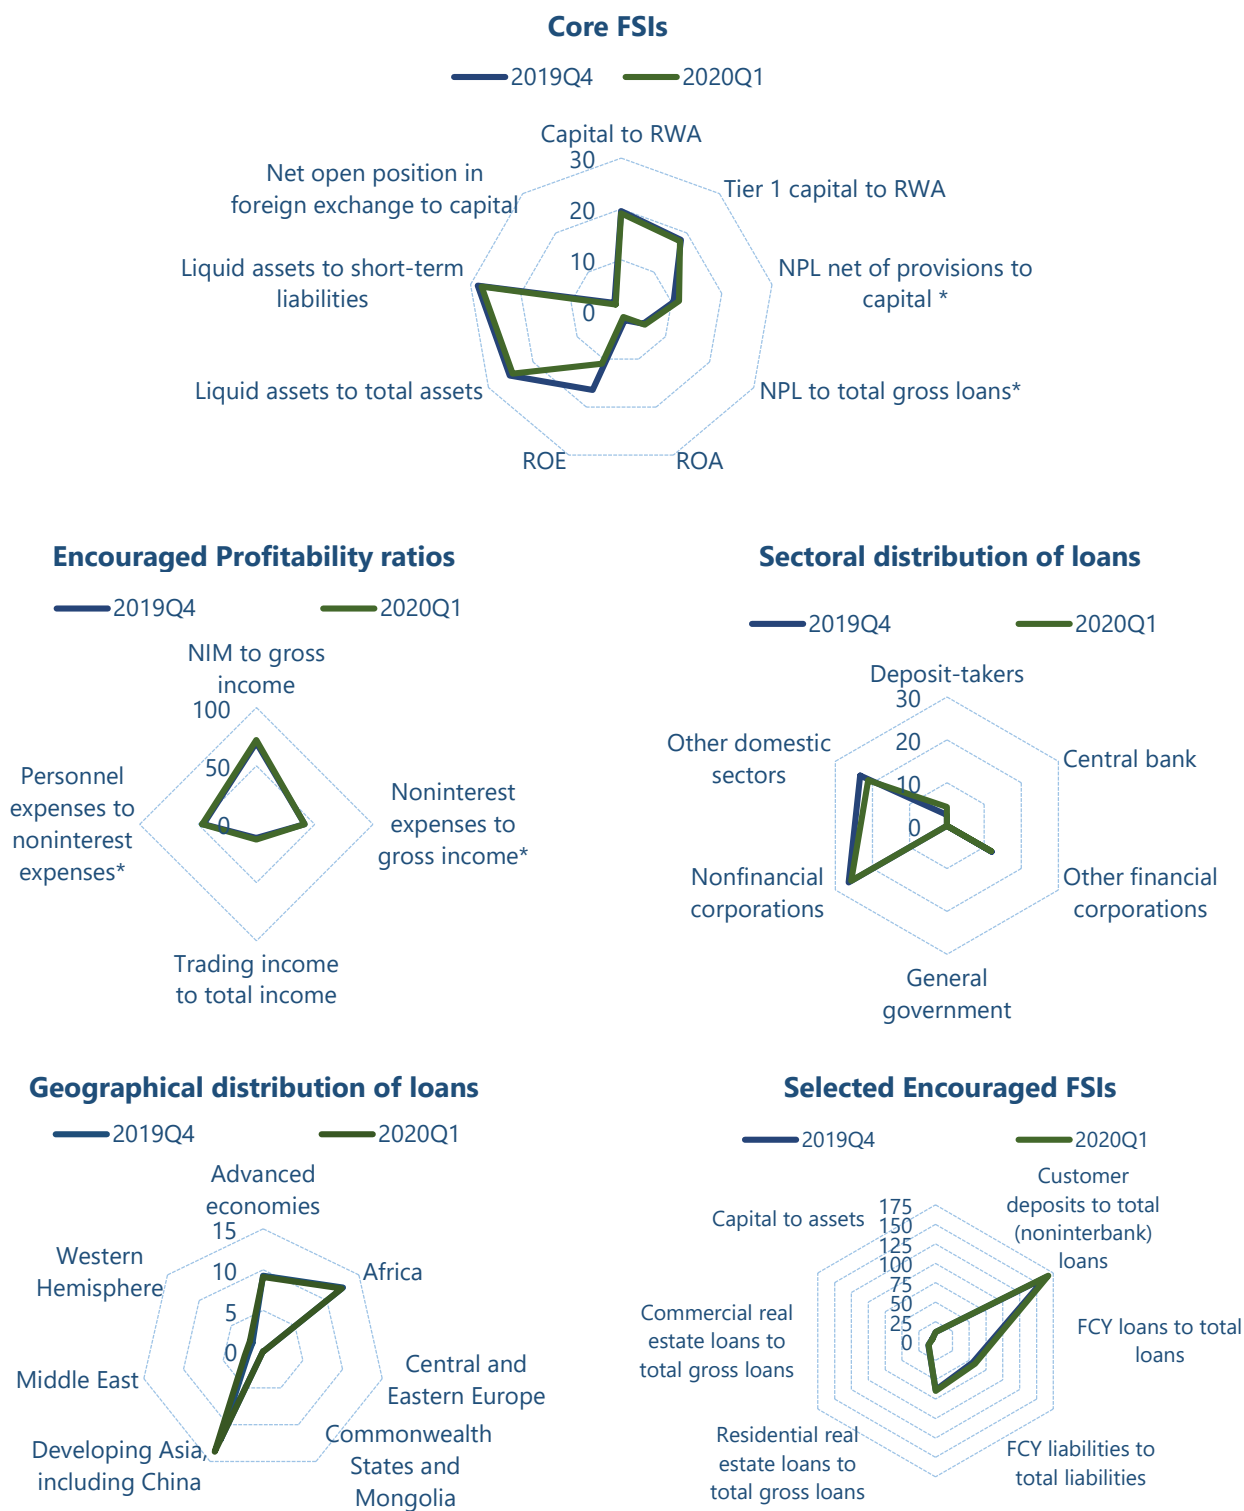 Core FSIs
2019Q4
2020Q1
Capital to RWA
30
20
10
0
Tier 1 capital to RWA
NPL net of provisions to
capital *
NPL to total gross loans*
ROA
ROE
Liquid assets to total assets
Liquid assets to short-term
liabilities
Net open position in
foreign exchange to capital
Encouraged Profitability ratios
2019Q4
2020Q1
NIM to gross
income
100
50
0
Noninterest
expenses to
gross income*
Trading income
to total income
Personnel
expenses to
noninterest
expenses*
Sectoral distribution of loans
2019Q4
2020Q1
Deposit-takers
30
20
10
0
Central bank
Other financial
corporations
General
government
Nonfinancial
corporations
Other domestic
sectors
Geographical distribution of loans
2019Q4
2020Q1
Advanced
economies
15
10
5
0
Africa
Central and
Eastern Europe
Commonwealth
States and
Mongolia
Developing Asia,
including China
Middle East
Western
Hemisphere
Selected Encouraged FSIs
2019Q4
2020Q1
175
150
125
100
75
50
25
0
Customer
deposits to total
(noninterbank)
loans
FCY loans to total
loans
FCY liabilities to
total liabilities
Residential real
estate loans to
total gross loans
Commercial real
estate loans to
total gross loans
Capital to assets